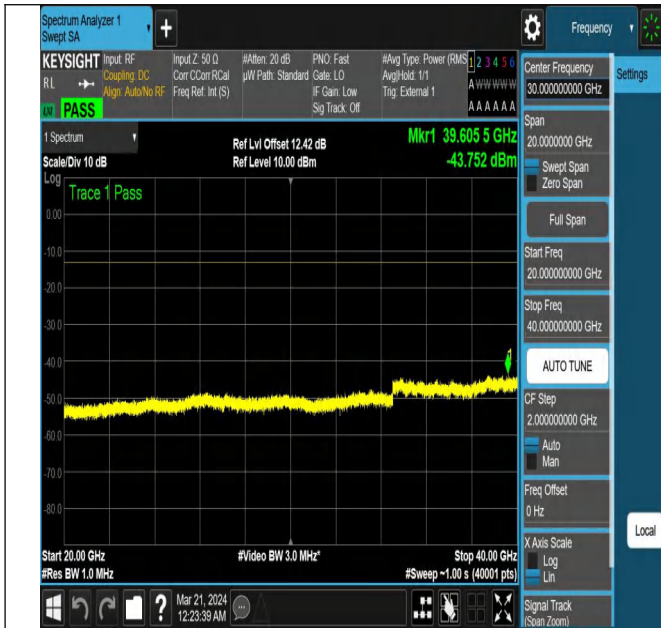 Spectrum Analyzer 1
Swept SA
+
Frequency
KEYSIGHT
RL
PASS
Input: RF
Coupling: DC
Align: Auto/No RF
Input Z: 50 Ω
Corr CCorr RCal
Freq Ref: Int (S)
#Atten: 20 dB
µW Path: Standard
PNO: Fast
Gate: LO
IF Gain: Low
Sig Track: Off
#Avg Type: Power (RMS
Avg|Hold: 1/1
Trig: External 1
1 2 3 4 5 6
A W W W W W
A A A A A A
1 Spectrum
Scale/Div 10 dB
Ref Lvl Offset 12.42 dB
Ref Level 10.00 dBm
Mkr1 39.605 5 GHz
-43.752 dBm
Log
Trace 1 Pass
0.00
-10.0
-20.0
-30.0
-40.0
-50.0
-60.0
-70.0
-80.0
1
Start 20.00 GHz
#Video BW 3.0 MHz*
Stop 40.00 GHz
#Res BW 1.0 MHz
#Sweep ~1.00 s (40001 pts)
?
Mar 21, 2024
12:23:39 AM
Center Frequency
30.000000000 GHz
Settings
Span
20.0000000 GHz
Swept Span
Zero Span
Full Span
Start Freq
20.000000000 GHz
Stop Freq
40.000000000 GHz
AUTO TUNE
CF Step
2.000000000 GHz
Auto
Man
Freq Offset
0 Hz
Local
X Axis Scale
Log
Lin
Signal Track
(Span Zoom)